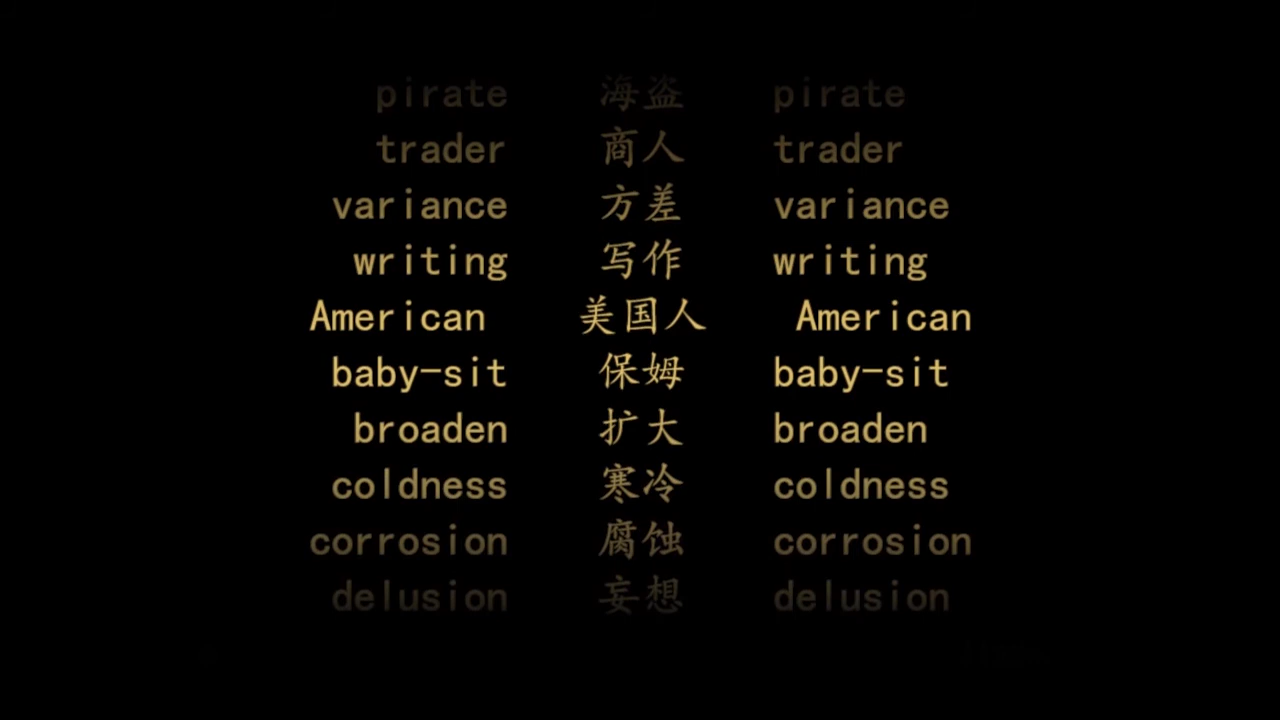 pirate 海盗 pirate
trader 商人 trader
variance 方差 variance
writing 写作 writing
American 美国人 American
baby-sit 保姆 baby-sit
broaden 扩大 broaden
coldness 寒冷 coldness
corrosion 腐蚀 corrosion
delusion 妄想 delusion